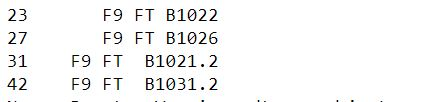 23 F9 FT B1022
27 F9 FT B1026
31 F9 FT B1021.2
42 F9 FT B1031.2